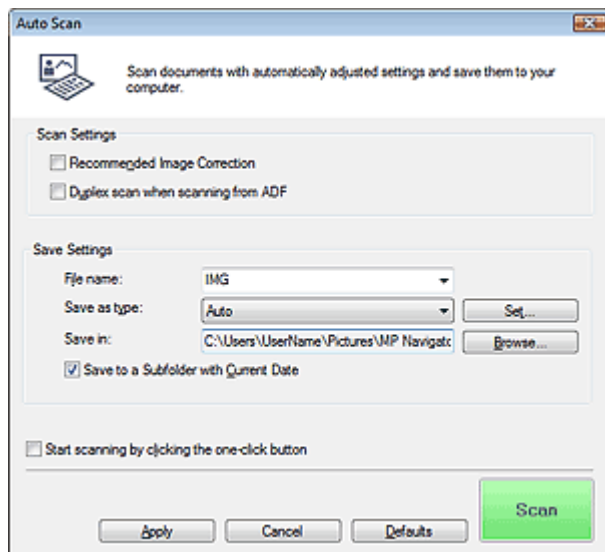 Auto Scan
Scan documents with automatically adjusted settings and save them to your
computer.
Scan Settings
Recommended Image Correction
Duplex scan when scanning from ADF
Save Settings
File name:
IMG
Save as type:
Auto
Set...
Save in:
C:\Users\UserName\Pictures\MP Navigatc
Browse...
Save to a Subfolder with Current Date
Start scanning by clicking the one-click button
Apply
Cancel
Defaults
Scan